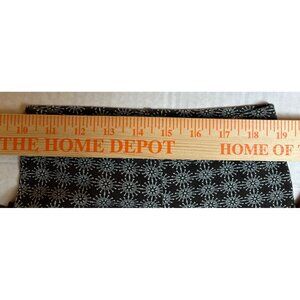 10 11 12 13 14 15 16 17 18 19
THE HOME DEPOT HOME OF T